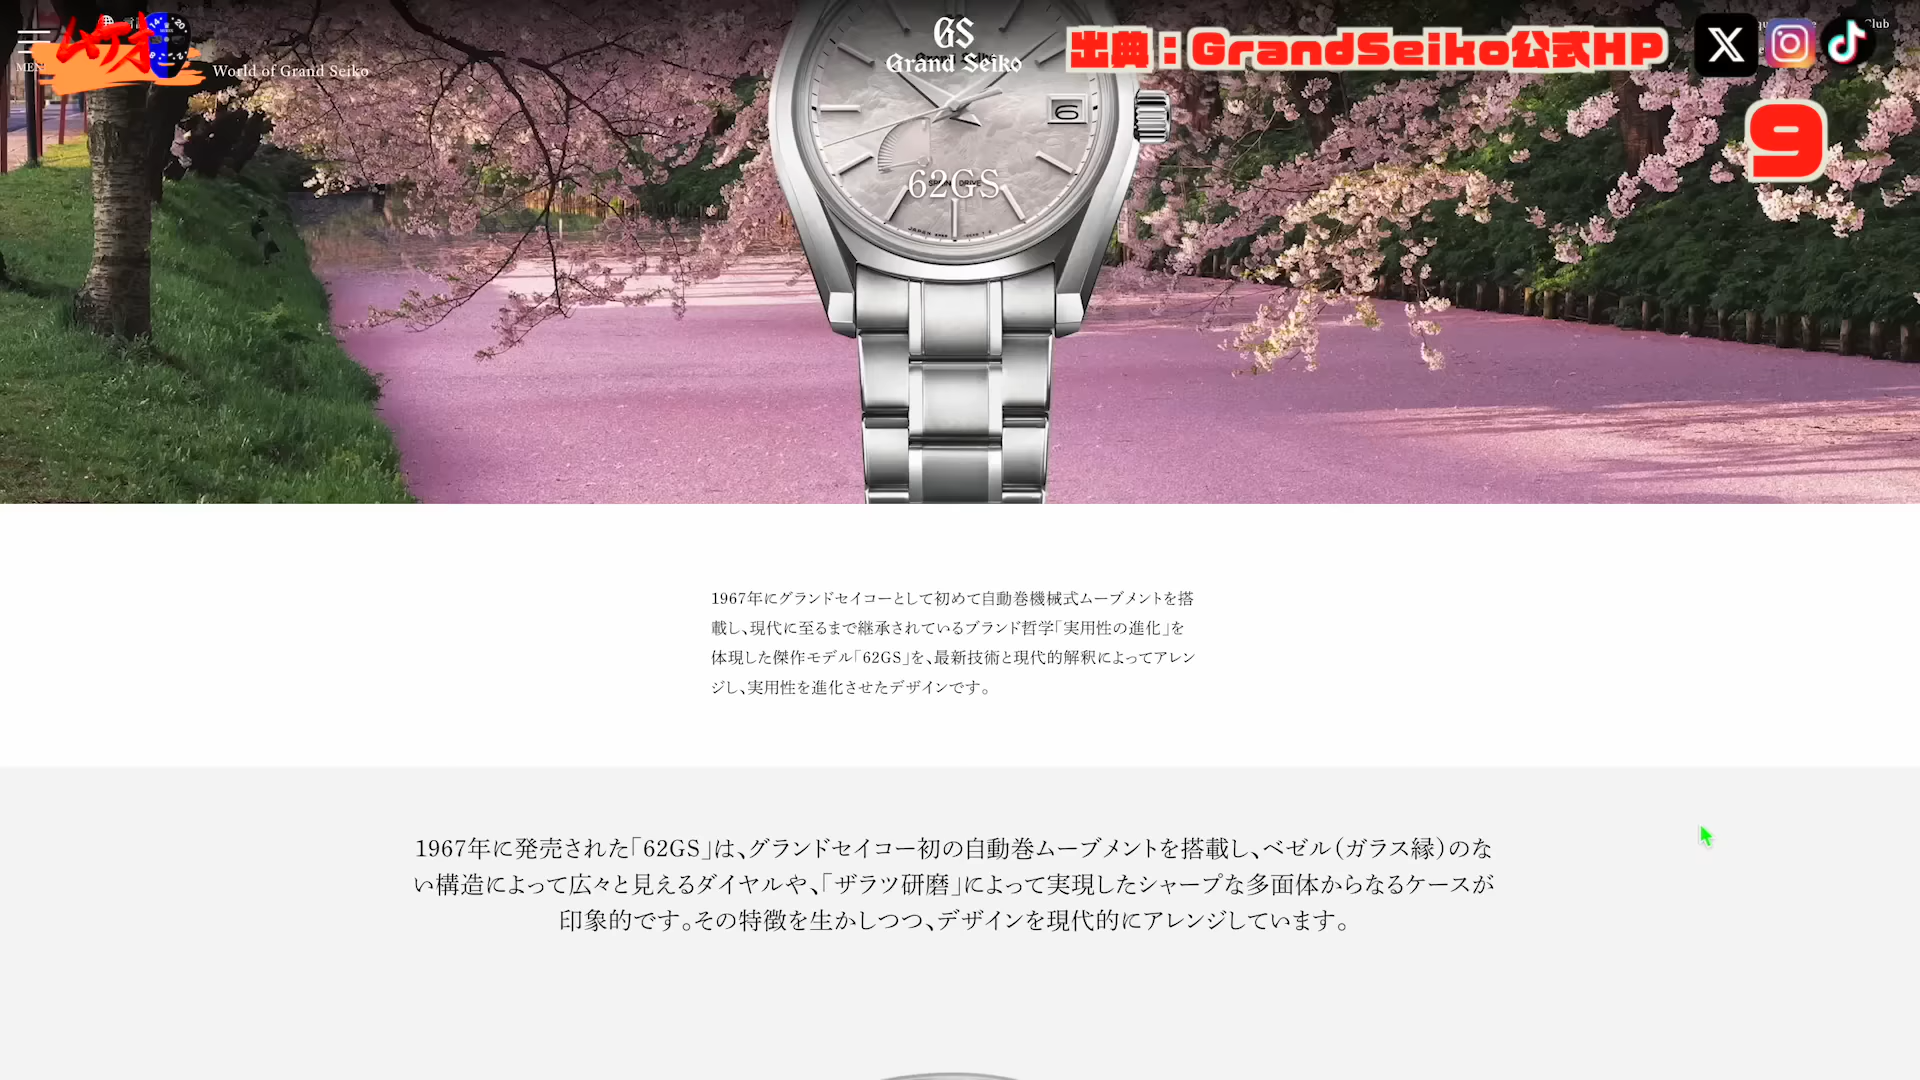 World of Grand Seiko
GS
Grand Seiko
出典：GrandSeiko公式HP
Club
9
6
62GS
1967年にグランドセイコーとして初めて自動巻機械式ムーブメントを搭
載し、現代に至るまで継承されているブランド哲学「実用性の進化」を
体現した傑作モデル「62GS」を、最新技術と現代的解釈によってアレン
ジし、実用性を進化させたデザインです。
1967年に発売された「62GS」は、グランドセイコー初の自動巻ムーブメントを搭載し、ベゼル（ガラス縁）のな
い構造によって広々と見えるダイヤルや、「ザラツ研磨」によって実現したシャープな多面体からなるケースが
印象的です。その特徴を生かしつつ、デザインを現代的にアレンジしています。